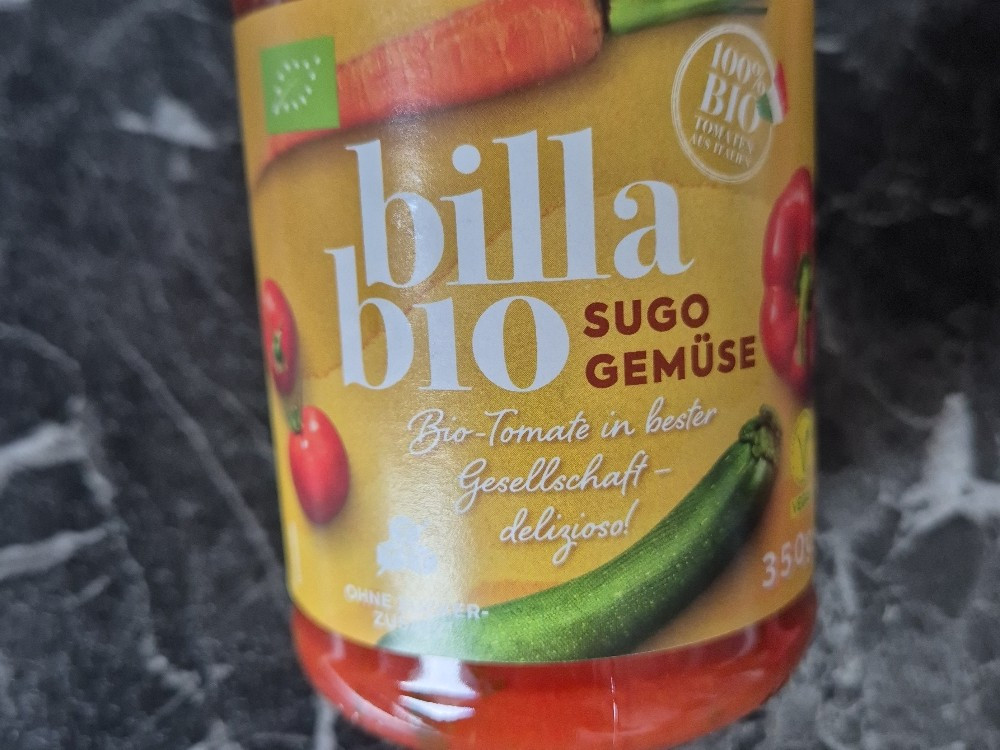 100%
BIO
TOMATEN
AUS ITALIEN
billa
bio
SUGO
GEMÜSE
Bio-Tomate in bester
Gesellschaft –
delizioso!
350g
OHNE